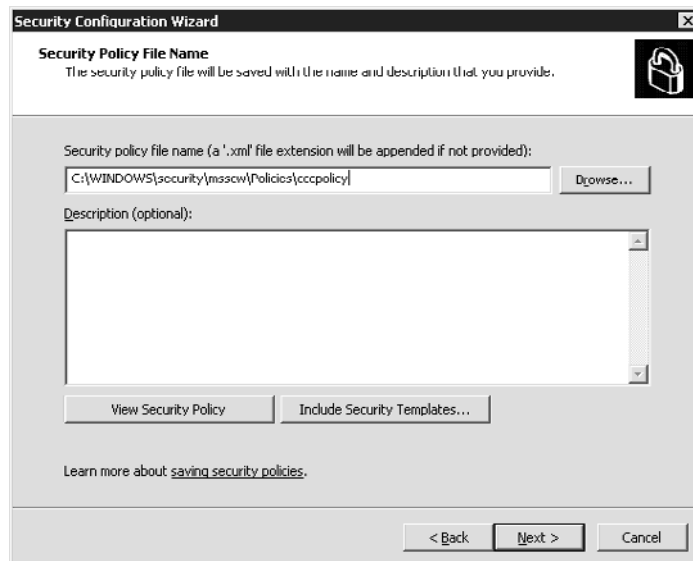 Security Configuration Wizard
Security Policy File Name
The security policy file will be saved with the name and description that you provide.
Security policy file name (a '.xml' file extension will be appended if not provided):
C:\WINDOWS\security\msscw\Policies\cccpolicy
Browse...
Description (optional):
View Security Policy
Include Security Templates...
Learn more about saving security policies.
< Back
Next >
Cancel